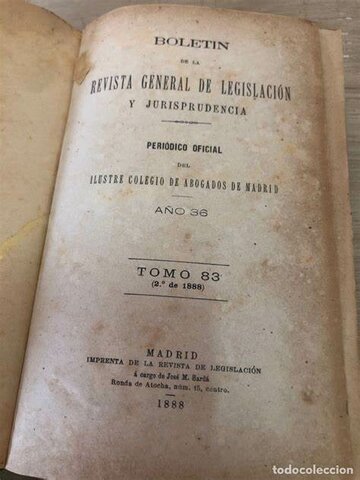 BOLETIN
DE LA
REVISTA GENERAL DE LEGISLACIÓN
Y JURISPRUDENCIA
PERIÓDICO OFICIAL
DEL
ILUSTRE COLEGIO DE ABOGADOS DE MADRID
AÑO 36
TOMO 83
(2.º de 1888)
MADRID
IMPRENTA DE LA REVISTA DE LEGISLACIÓN
á cargo de José M. Sardá
Ronda de Atocha, núm. 15, centro.
1888
todocoleccion